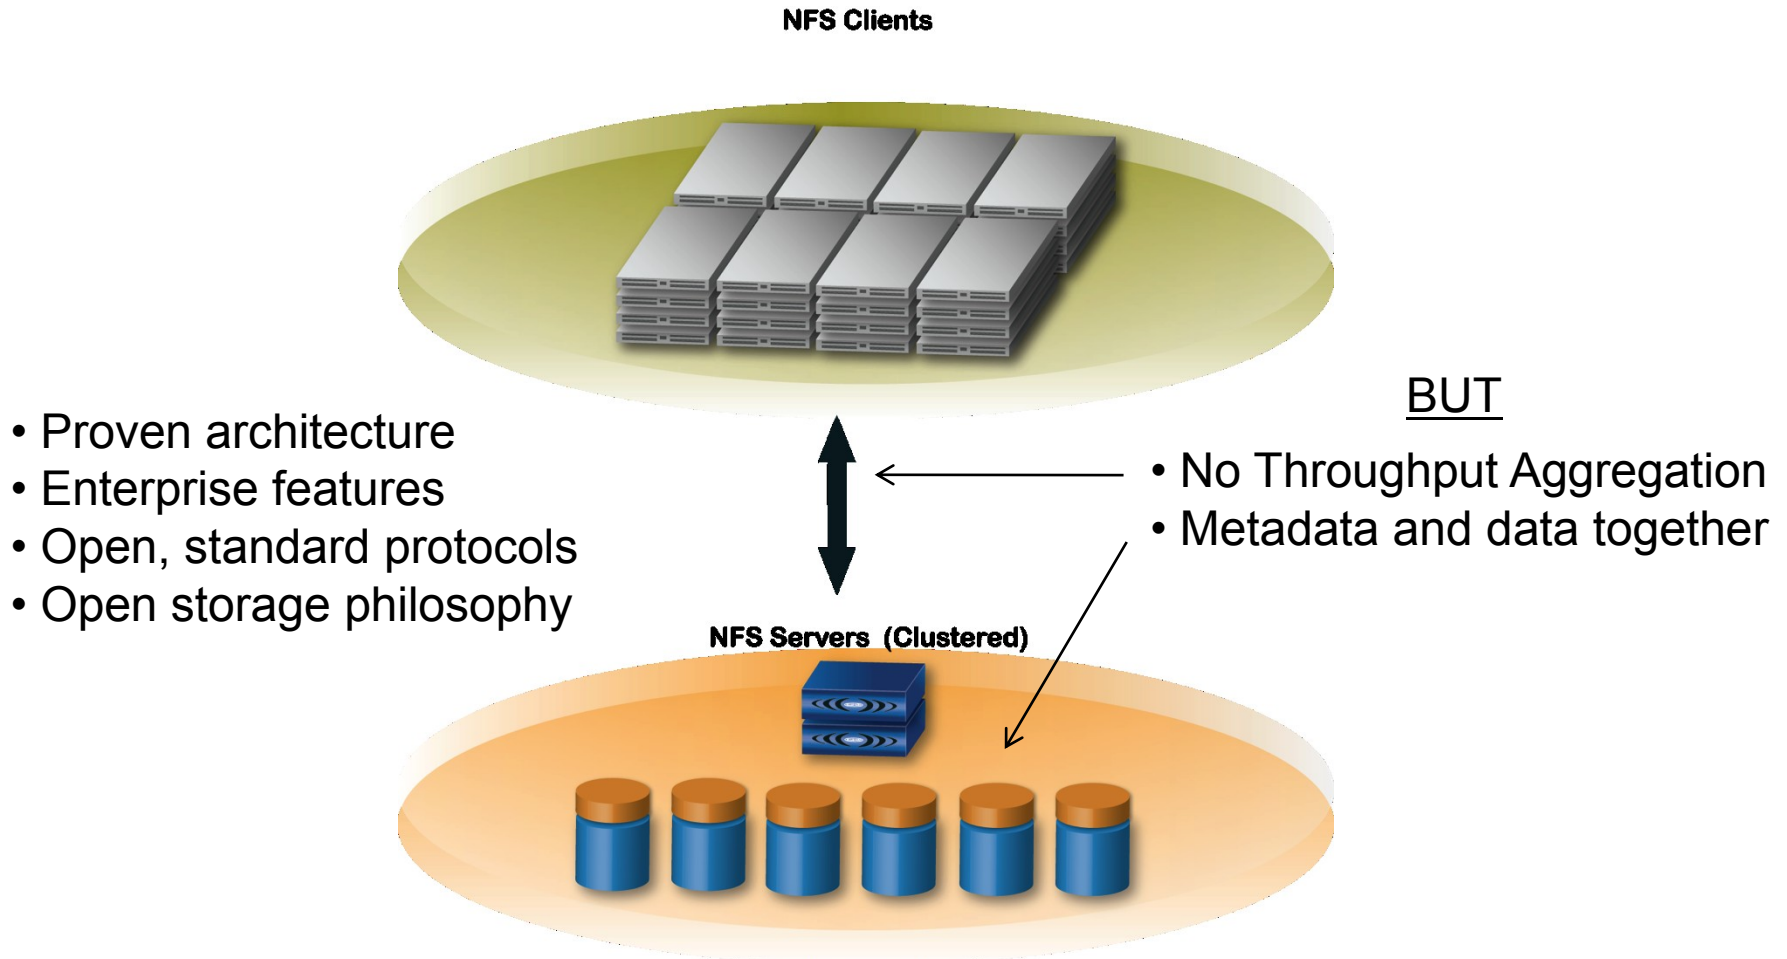 NFS Clients
• Proven architecture
• Enterprise features
• Open, standard protocols
• Open storage philosophy
BUT
• No Throughput Aggregation
• Metadata and data together
NFS Servers (Clustered)